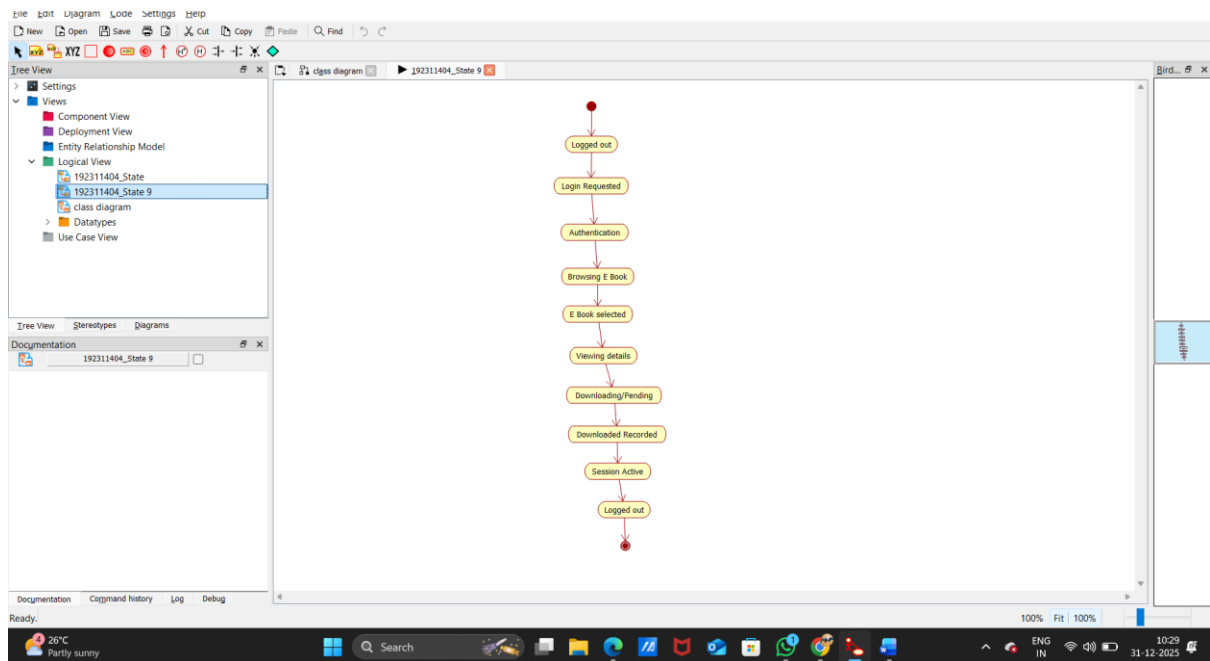 File Edit Diagram Code Settings Help
New Open Save Cut Copy Paste Find
XYZ XYZ ABC H* H
Tree View
class diagram 192311404_State 9
Bird...
Settings
Views
Component View
Deployment View
Entity Relationship Model
Logical View
192311404_State
192311404_State 9
class diagram
Datatypes
Use Case View
Tree View Stereotypes Diagrams
Documentation
192311404_State 9
Logged out
Login Requested
Authentication
Browsing E Book
E Book selected
Viewing details
Downloading/Pending
Downloaded Recorded
Session Active
Logged out
Documentation Command history Log Debug
Ready.
100% Fit 100%
4
26°C
Partly sunny
Search
1
ENG
IN
10:29
31-12-2025